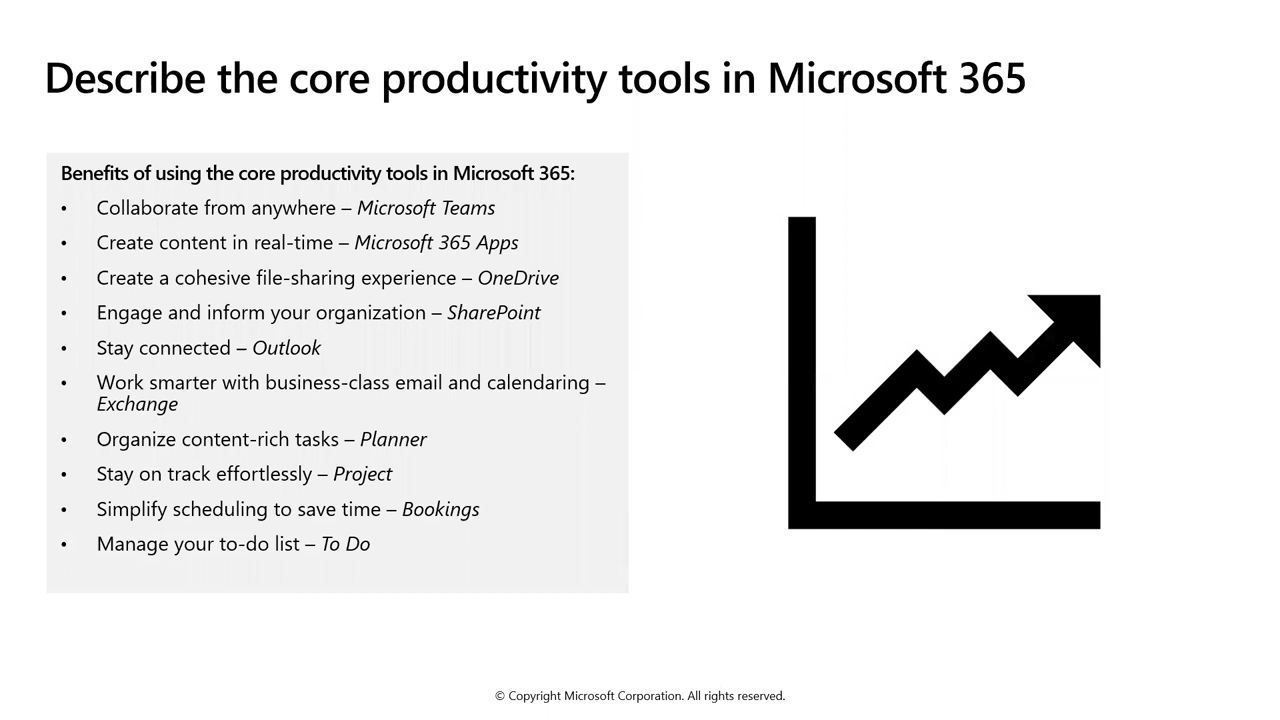 Describe the core productivity tools in Microsoft 365
Benefits of using the core productivity tools in Microsoft 365:
• Collaborate from anywhere – Microsoft Teams
• Create content in real-time – Microsoft 365 Apps
• Create a cohesive file-sharing experience – OneDrive
• Engage and inform your organization – SharePoint
• Stay connected – Outlook
• Work smarter with business-class email and calendaring –
Exchange
• Organize content-rich tasks – Planner
• Stay on track effortlessly – Project
• Simplify scheduling to save time – Bookings
• Manage your to-do list – To Do
© Copyright Microsoft Corporation. All rights reserved.